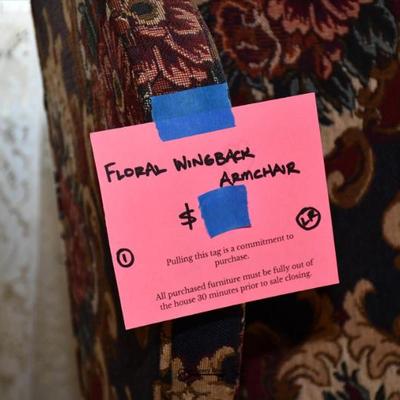 FLORAL WINGBACK
ARMCHAIR
$
1
LR
Pulling this tag is a commitment to
purchase.
All purchased furniture must be fully out of
the house 30 minutes prior to sale closing.